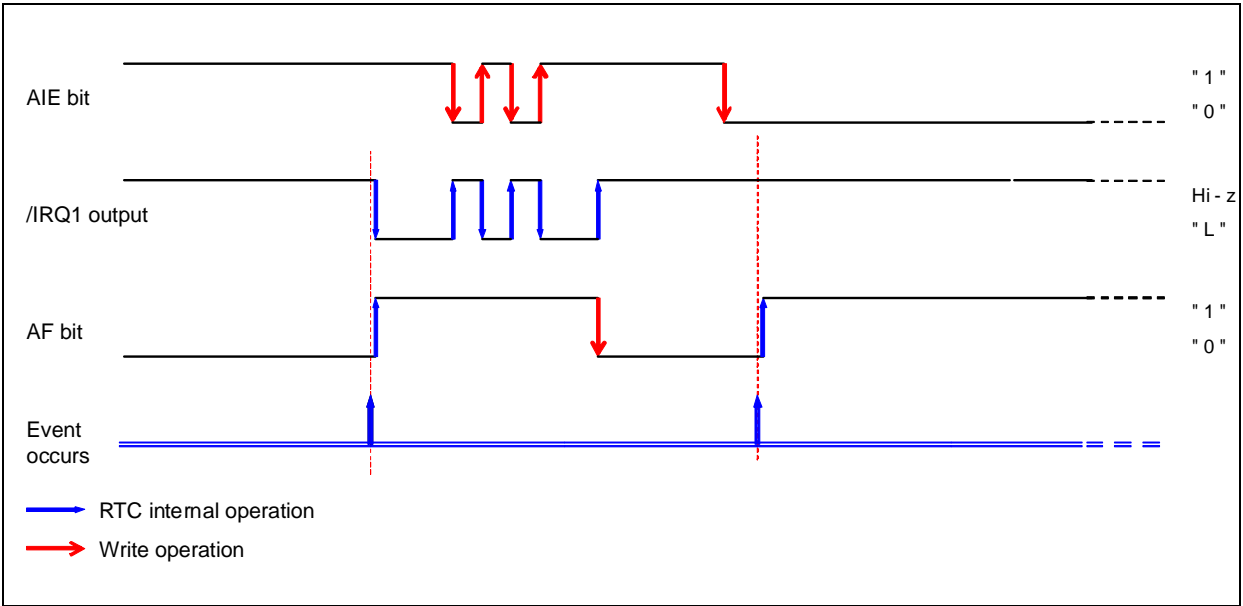 AIE bit
" 1 "
" 0 "
/IRQ1 output
Hi - z
" L "
AF bit
" 1 "
" 0 "
Event
occurs
RTC internal operation
Write operation